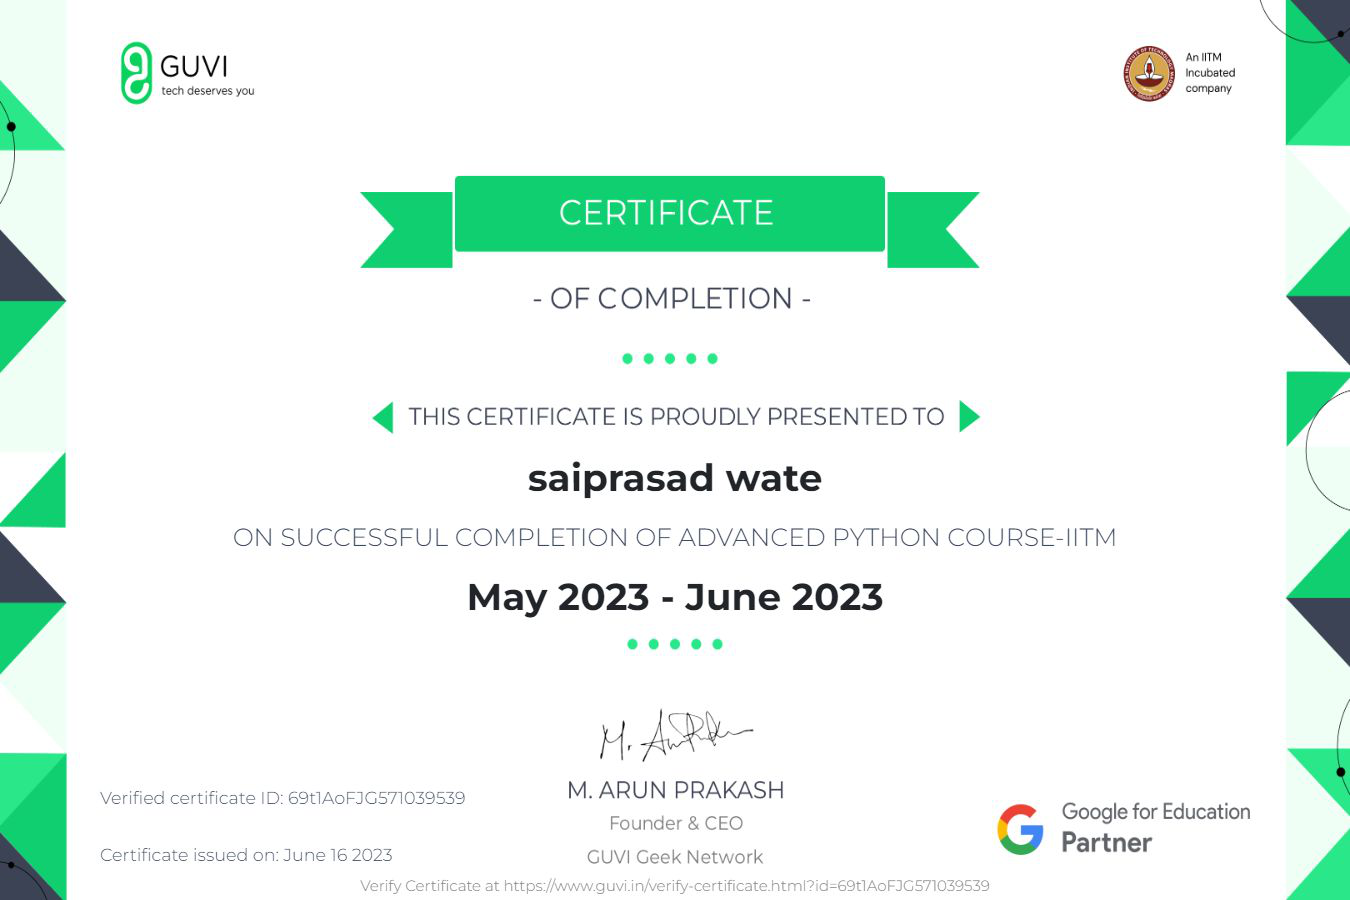 GUVI
tech deserves you
An IITM
Incubated
company
CERTIFICATE
- OF COMPLETION -
THIS CERTIFICATE IS PROUDLY PRESENTED TO
saiprasad wate
ON SUCCESSFUL COMPLETION OF ADVANCED PYTHON COURSE-IITM
May 2023 - June 2023
M. ARUN PRAKASH
Founder & CEO
GUVI Geek Network
Verified certificate ID: 69t1AoFJG571039539
Certificate issued on: June 16 2023
Google for Education
Partner
Verify Certificate at https://www.guvi.in/verify-certificate.html?id=69t1AoFJG571039539